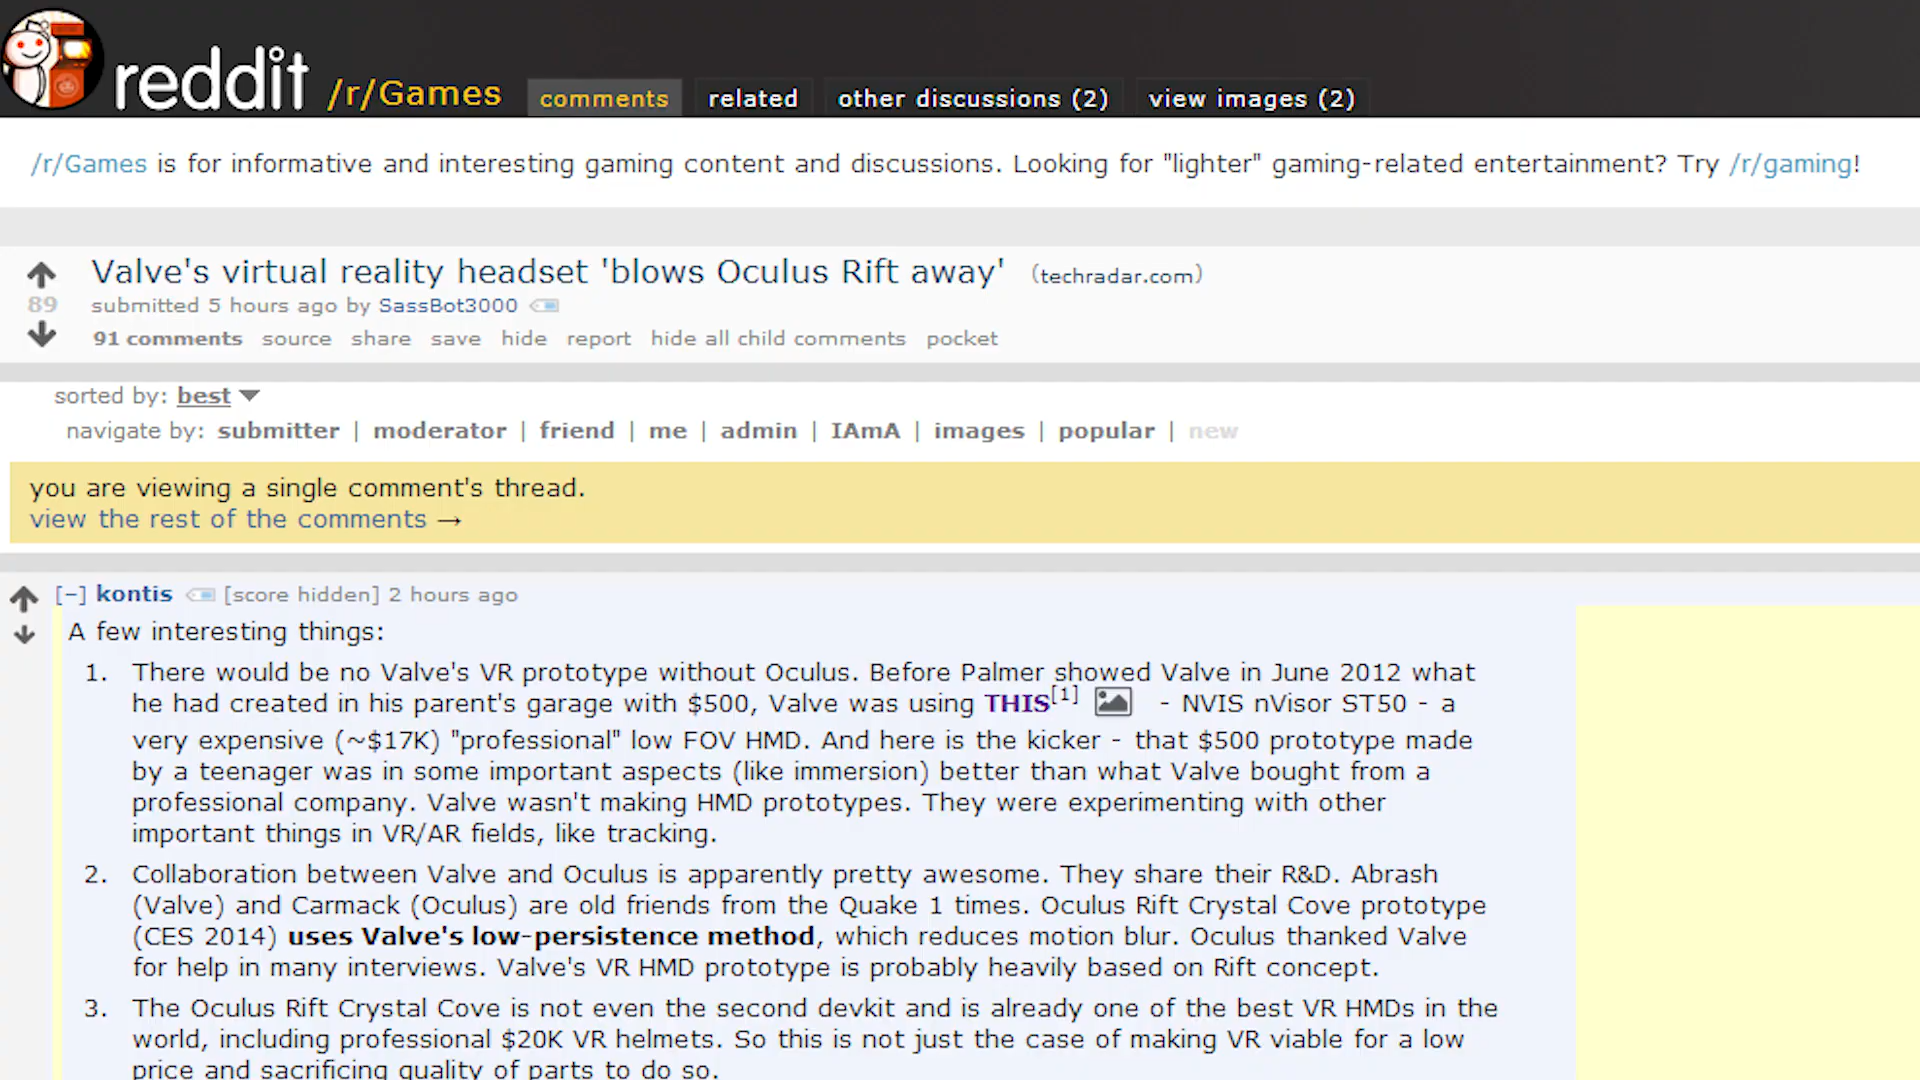 reddit /r/Games comments related other discussions (2) view images (2)
/r/Games is for informative and interesting gaming content and discussions. Looking for "lighter" gaming-related entertainment? Try /r/gaming!
Valve's virtual reality headset 'blows Oculus Rift away' (techradar.com)
89 submitted 5 hours ago by SassBot3000
91 comments source share save hide report hide all child comments pocket
sorted by: best
navigate by: submitter | moderator | friend | me | admin | IAmA | images | popular | new
you are viewing a single comment's thread.
view the rest of the comments →
[–] kontis [score hidden] 2 hours ago
A few interesting things:
1. There would be no Valve's VR prototype without Oculus. Before Palmer showed Valve in June 2012 what
he had created in his parent's garage with $500, Valve was using THIS[1] - NVIS nVisor ST50 - a
very expensive (~$17K) "professional" low FOV HMD. And here is the kicker - that $500 prototype made
by a teenager was in some important aspects (like immersion) better than what Valve bought from a
professional company. Valve wasn't making HMD prototypes. They were experimenting with other
important things in VR/AR fields, like tracking.
2. Collaboration between Valve and Oculus is apparently pretty awesome. They share their R&D. Abrash
(Valve) and Carmack (Oculus) are old friends from the Quake 1 times. Oculus Rift Crystal Cove prototype
(CES 2014) uses Valve's low-persistence method, which reduces motion blur. Oculus thanked Valve
for help in many interviews. Valve's VR HMD prototype is probably heavily based on Rift concept.
3. The Oculus Rift Crystal Cove is not even the second devkit and is already one of the best VR HMDs in the
world, including professional $20K VR helmets. So this is not just the case of making VR viable for a low
price and sacrificing quality of parts to do so.